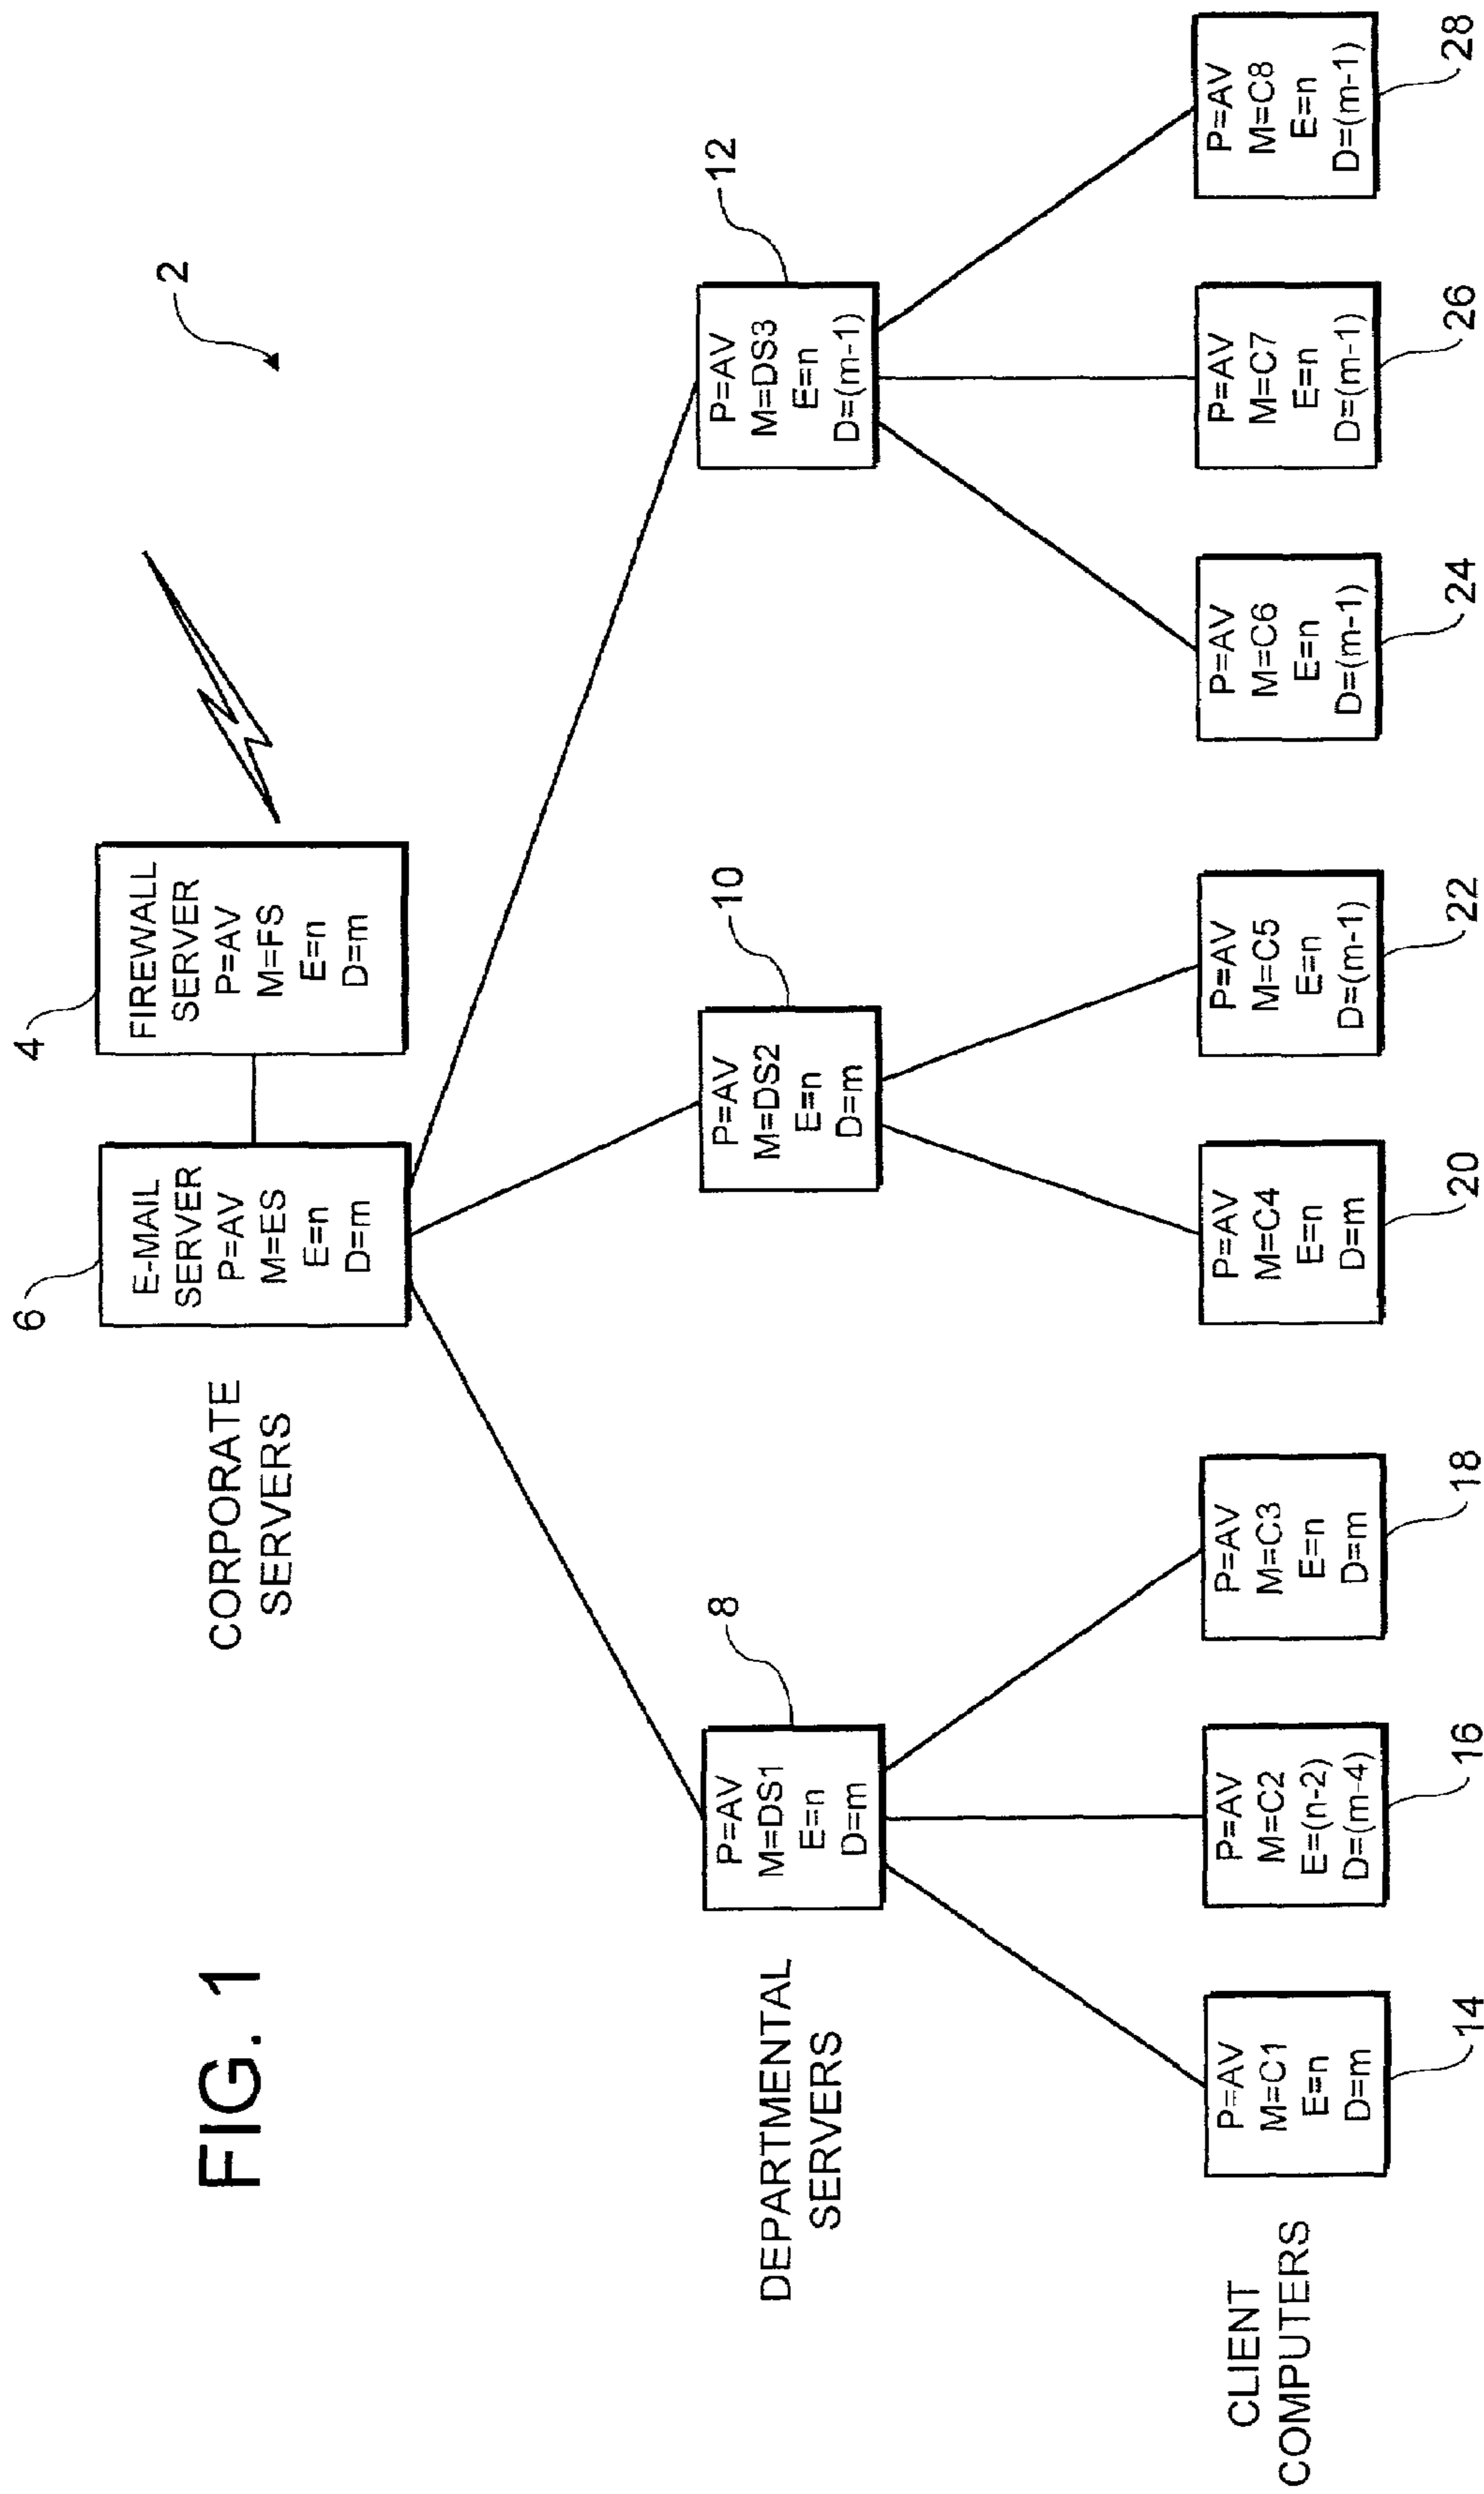 FIG. 1
2
CORPORATE
SERVERS
6
E-MAIL
SERVER
P=AV
M=ES
E=n
D=m
4
FIREWALL
SERVER
P=AV
M=FS
E=n
D=m
DEPARTMENTAL
SERVERS
8
P=AV
M=DS1
E=n
D=m
10
P=AV
M=DS2
E=n
D=m
12
P=AV
M=DS3
E=n
D=(m-1)
CLIENT
COMPUTERS
P=AV
M=C1
E=n
D=m
14
P=AV
M=C2
E=(n-2)
D=(m-4)
16
P=AV
M=C3
E=n
D=m
18
P=AV
M=C4
E=n
D=m
20
P=AV
M=C5
E=n
D=(m-1)
22
P=AV
M=C6
E=n
D=(m-1)
24
P=AV
M=C7
E=n
D=(m-1)
26
P=AV
M=C8
E=n
D=(m-1)
28